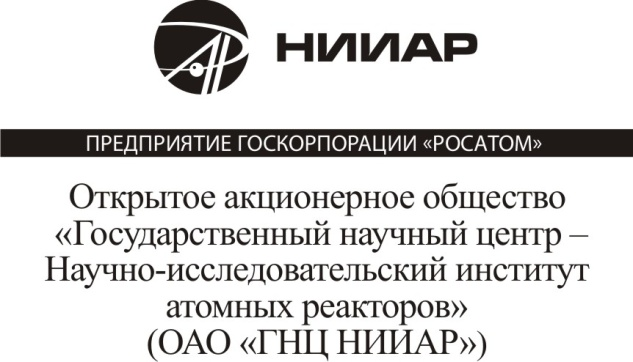 НИИАР
ПРЕДПРИЯТИЕ ГОСКОРПОРАЦИИ «РОСАТОМ»
Открытое акционерное общество
«Государственный научный центр –
Научно-исследовательский институт
атомных реакторов»
(ОАО «ГНЦ НИИАР»)